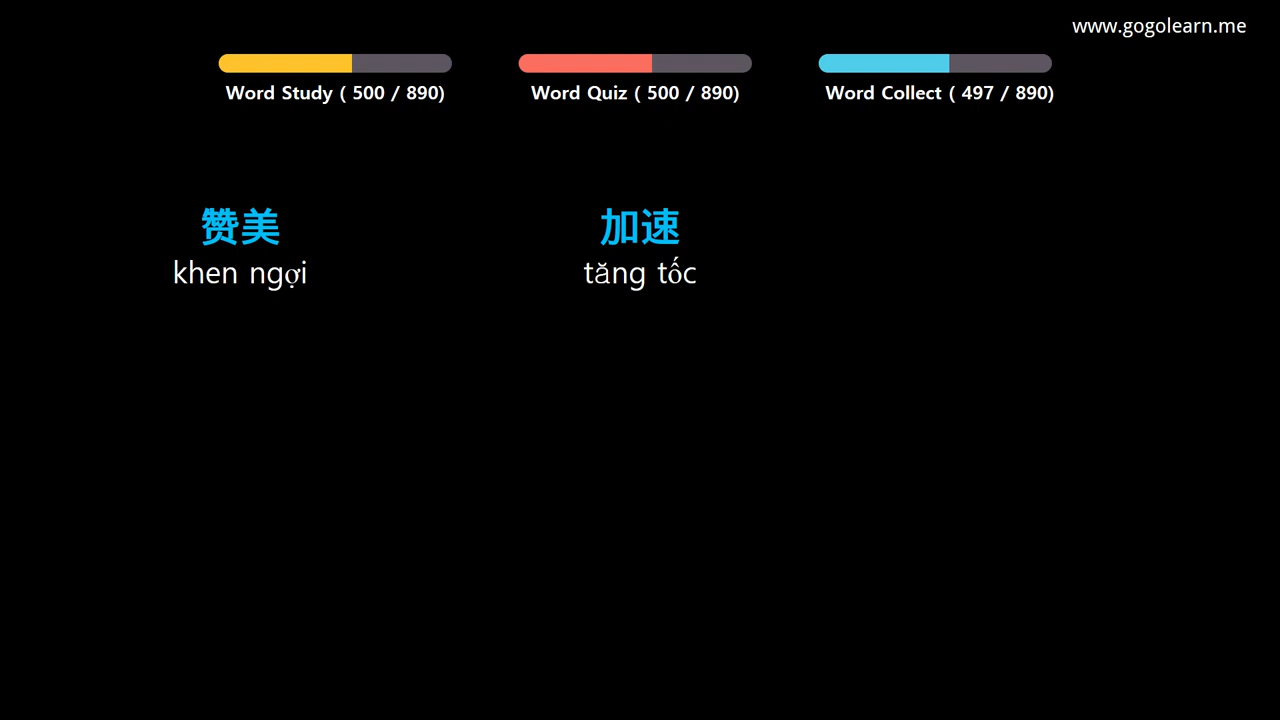 www.gogolearn.me
Word Study ( 500 / 890)
Word Quiz ( 500 / 890)
Word Collect ( 497 / 890)
赞美
khen ngợi
加速
tăng tốc